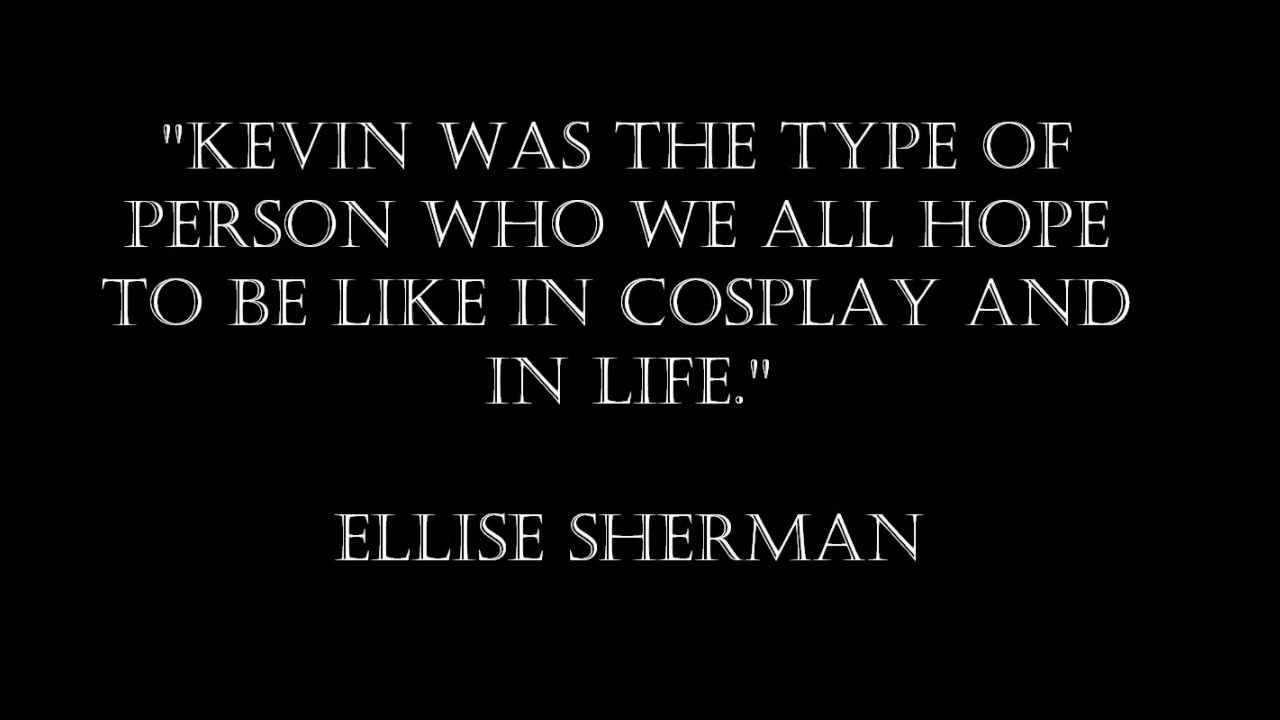 "KEVIN WAS THE TYPE OF
PERSON WHO WE ALL HOPE
TO BE LIKE IN COSPLAY AND
IN LIFE."
ELLISE SHERMAN